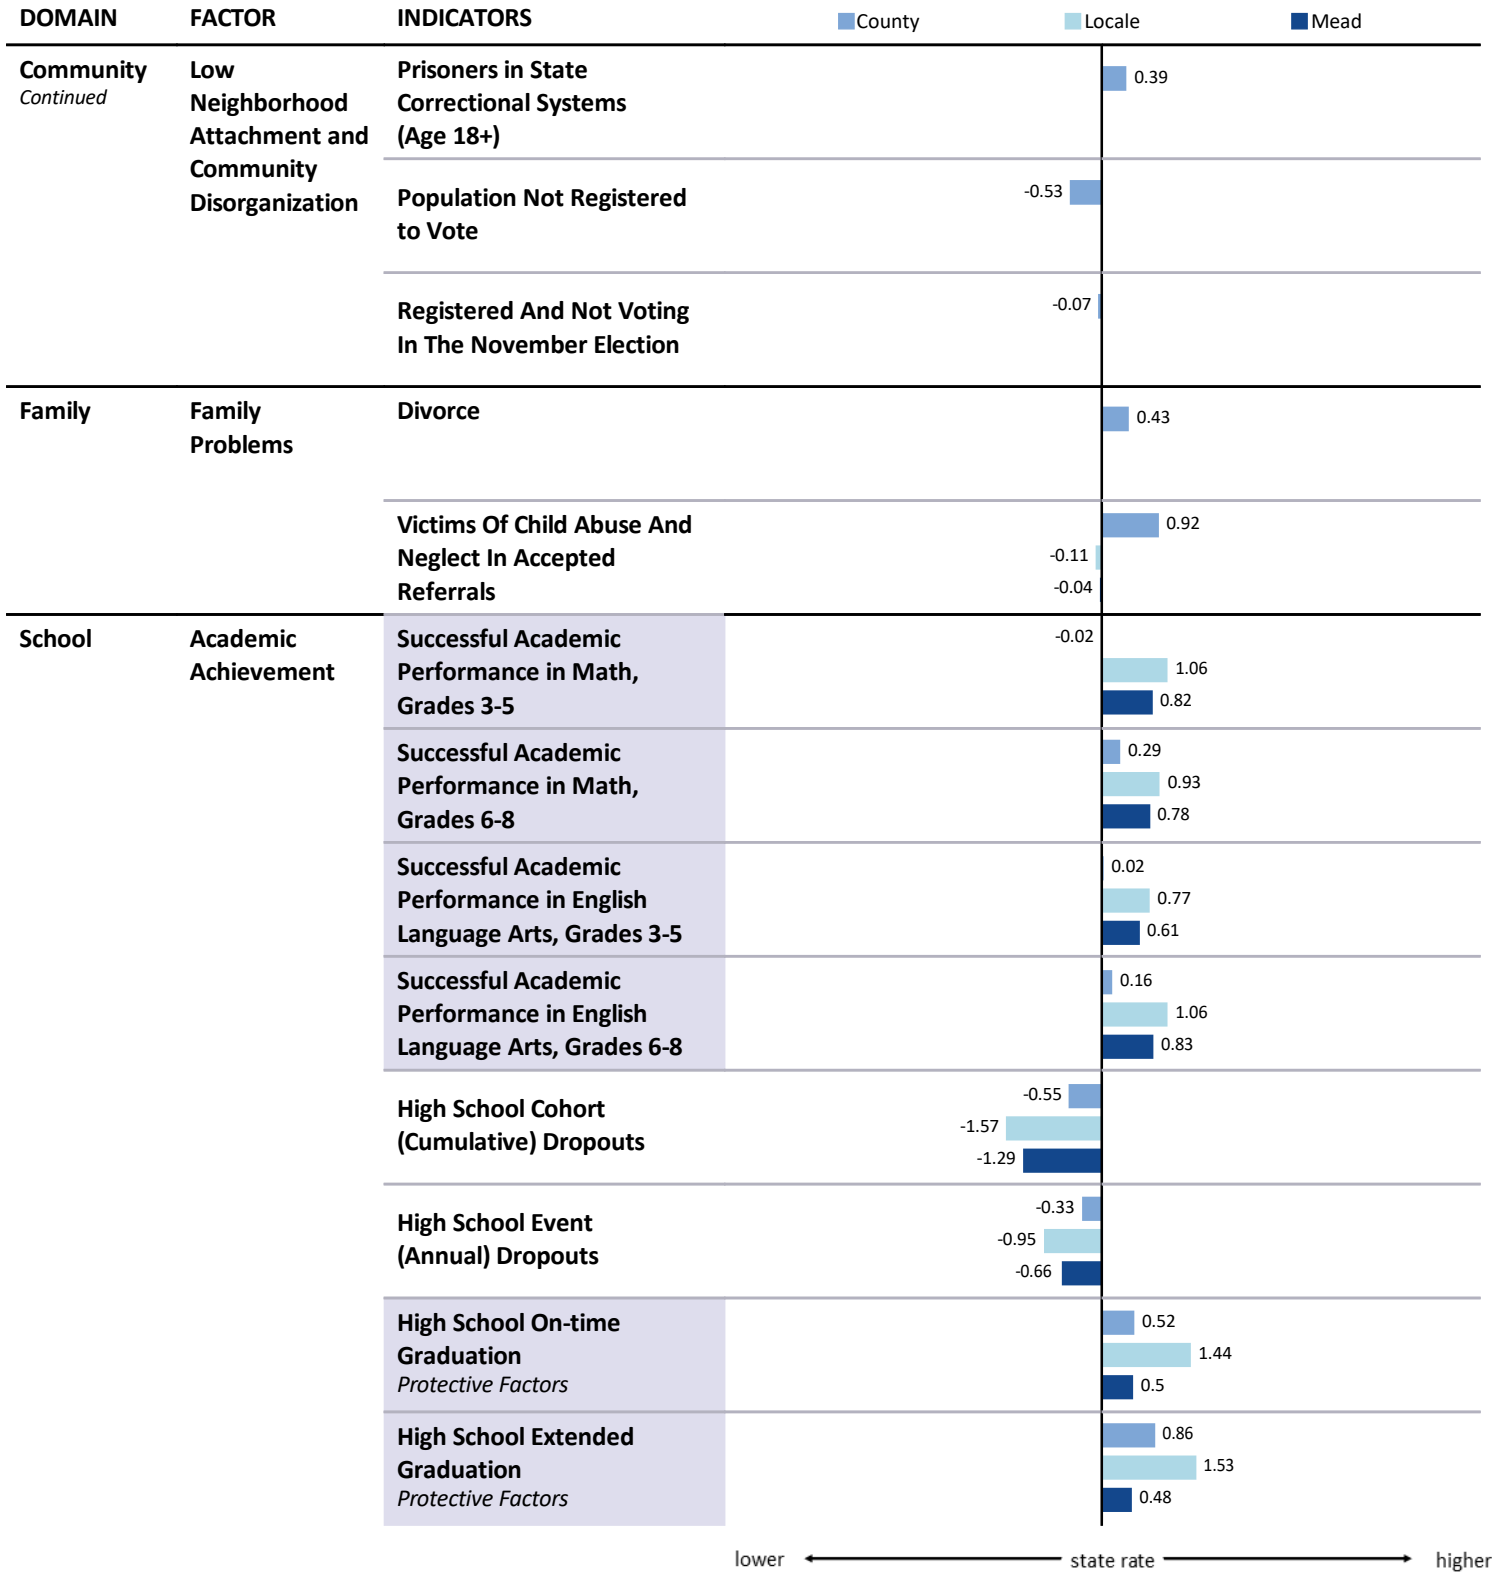 DOMAIN FACTOR INDICATORS County Locale Mead
Community
Continued
Low
Neighborhood
Attachment and
Community
Disorganization
Prisoners in State
Correctional Systems
(Age 18+)
0.39
Population Not Registered
to Vote
-0.53
Registered And Not Voting
In The November Election
-0.07
Family
Family
Problems
Divorce
0.43
Victims Of Child Abuse And
Neglect In Accepted
Referrals
0.92
-0.11
-0.04
School
Academic
Achievement
Successful Academic
Performance in Math,
Grades 3-5
-0.02
1.06
0.82
Successful Academic
Performance in Math,
Grades 6-8
0.29
0.93
0.78
Successful Academic
Performance in English
Language Arts, Grades 3-5
0.02
0.77
0.61
Successful Academic
Performance in English
Language Arts, Grades 6-8
0.16
1.06
0.83
High School Cohort
(Cumulative) Dropouts
-0.55
-1.57
-1.29
High School Event
(Annual) Dropouts
-0.33
-0.95
-0.66
High School On-time
Graduation
Protective Factors
0.52
1.44
0.5
High School Extended
Graduation
Protective Factors
0.86
1.53
0.48
lower state rate higher